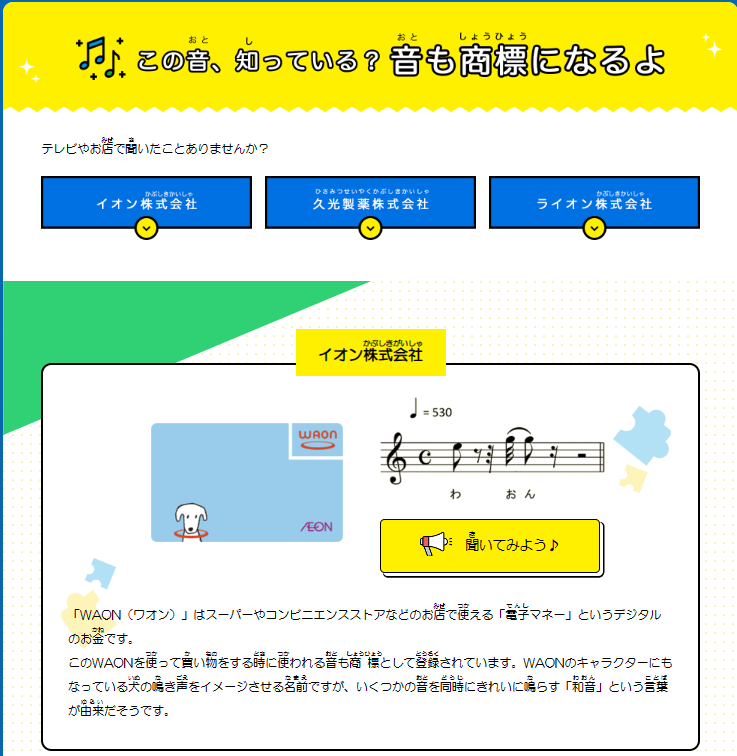 この音、知っている？ 音も商標になるよ
テレビやお店で聞いたことありませんか？
イオン株式会社
久光製薬株式会社
ライオン株式会社
イオン株式会社
= 530
WAON
わ おん
AEON
聞いてみよう♪
「WAON（ワオン）」はスーパーやコンビニエンスストアなどのお店で使える「電子マネー」というデジタル
のお金です。
このWAONを使って買い物をする時に使われる音も商標として登録されています。WAONのキャラクターにも
なっている犬の鳴き声をイメージさせる名前ですが、いくつかの音を同時にきれいに鳴らす「和音」という言葉
が由来だそうです。